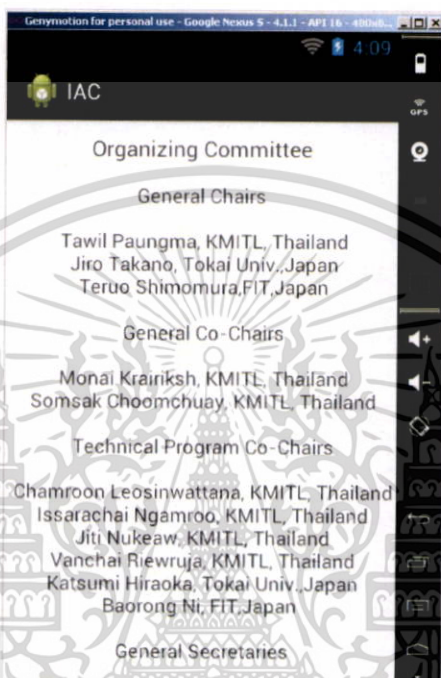 Genymotion for personal use - Google Nexus S - 4.1.1 - API 16 - 480x8...
4:09
IAC
GPS
Organizing Committee
General Chairs
Tawil Paungma, KMITL, Thailand
Jiro Takano, Tokai Univ.,Japan
Teruo Shimomura,FIT,Japan
General Co-Chairs
Monai Krairiksh, KMITL, Thailand
Somsak Choomchuay, KMITL, Thailand
Technical Program Co-Chairs
Chamroon Leosinwattana, KMITL, Thailand
Issarachai Ngamroo, KMITL, Thailand
Jiti Nukeaw, KMITL, Thailand
Vanchai Riewruja, KMITL, Thailand
Katsumi Hiraoka, Tokai Univ.,Japan
Baorong Ni, FIT,Japan
General Secretaries